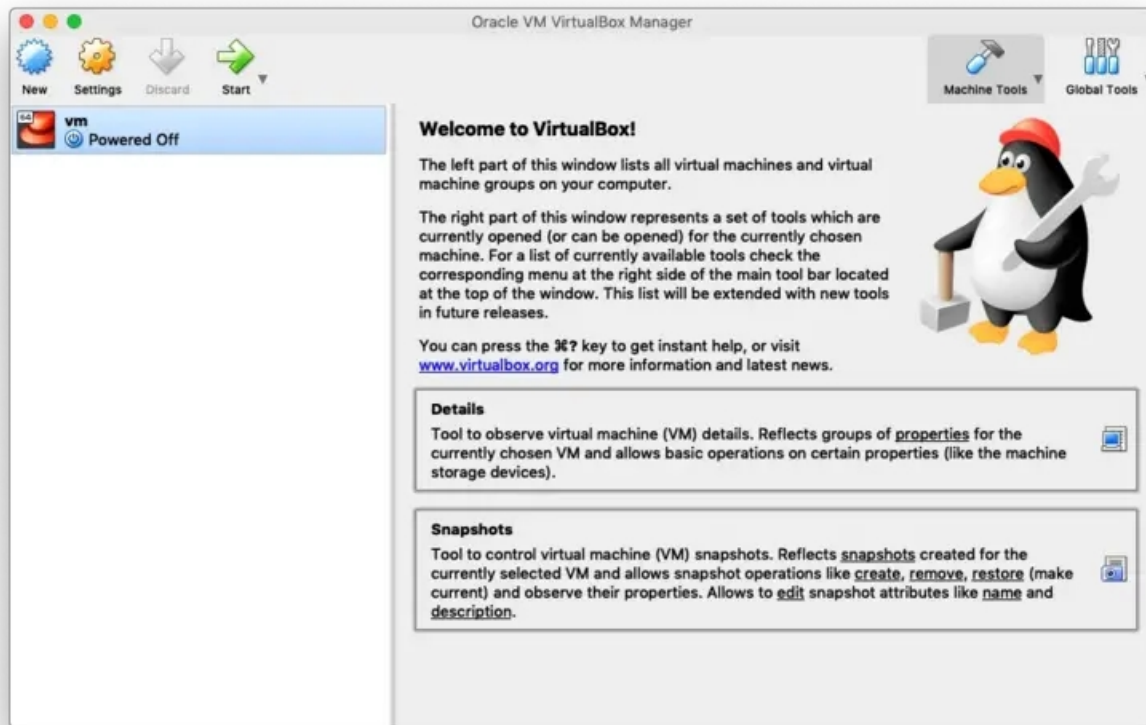 Oracle VM VirtualBox Manager
New
Settings
Discard
Start
Machine Tools
Global Tools
64
vm
Powered Off
Welcome to VirtualBox!
The left part of this window lists all virtual machines and virtual
machine groups on your computer.
The right part of this window represents a set of tools which are
currently opened (or can be opened) for the currently chosen
machine. For a list of currently available tools check the
corresponding menu at the right side of the main tool bar located
at the top of the window. This list will be extended with new tools
in future releases.
You can press the ⌘? key to get instant help, or visit
www.virtualbox.org for more information and latest news.
Details
Tool to observe virtual machine (VM) details. Reflects groups of properties for the
currently chosen VM and allows basic operations on certain properties (like the machine
storage devices).
Snapshots
Tool to control virtual machine (VM) snapshots. Reflects snapshots created for the
currently selected VM and allows snapshot operations like create, remove, restore (make
current) and observe their properties. Allows to edit snapshot attributes like name and
description.